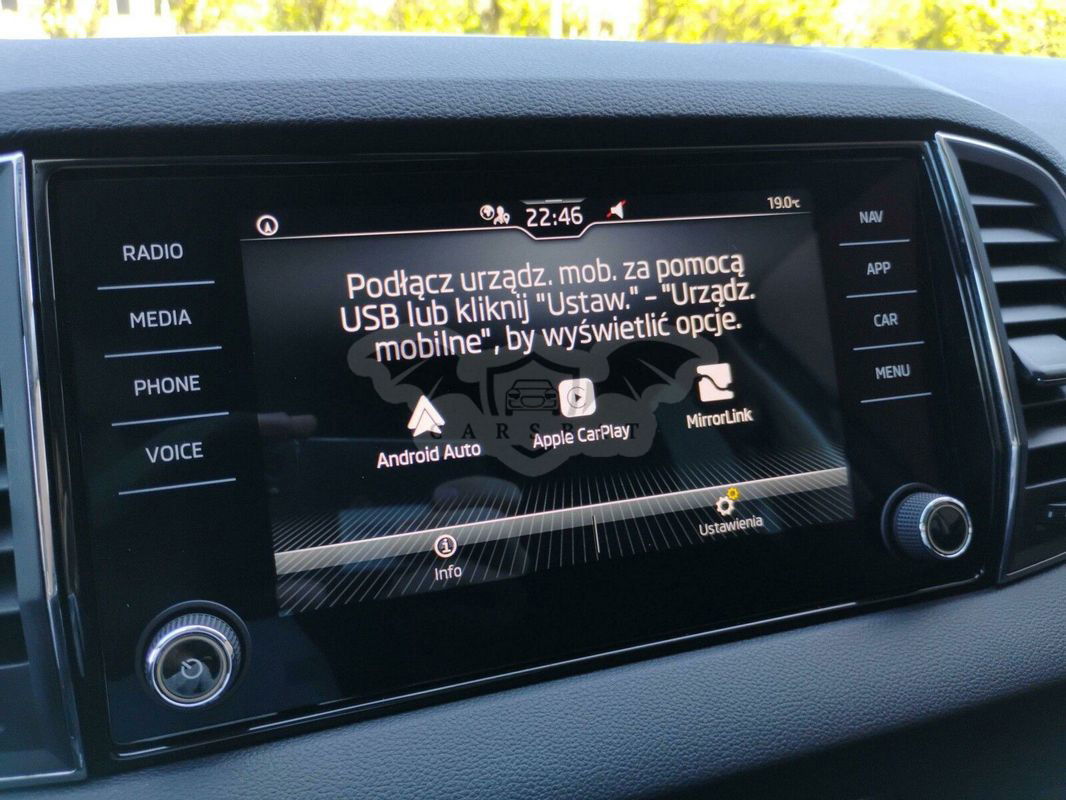 RADIO
MEDIA
PHONE
VOICE
22:46
19.0°C
Podłącz urządz. mob. za pomocą
USB lub kliknij "Ustaw." – "Urządz.
mobilne", by wyświetlić opcje.
Android Auto
Apple CarPlay
MirrorLink
CARSBAT
Info
Ustawienia
NAV
APP
CAR
MENU